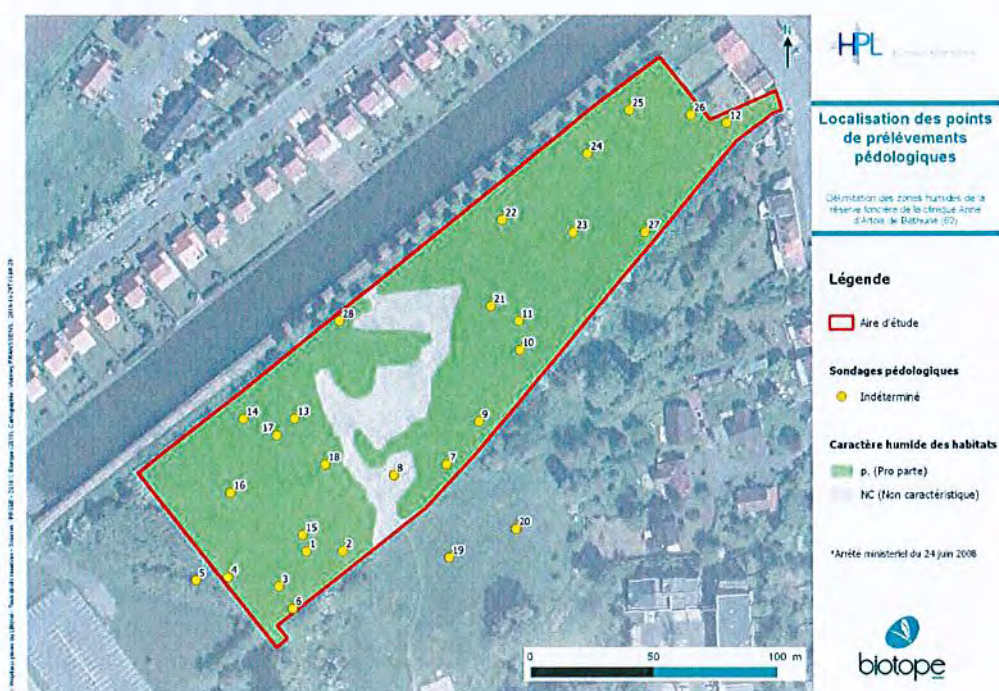 N
HPL
Localisation des points
de prélèvements
pédologiques
Délimitation des zones humides de la
réserve foncière de la clinique Anne
d'Artois de Béthune (62)
Légende
Aire d'étude
Sondages pédologiques
Indéterminé
Caractère humide des habitats
p. (Pro parte)
NC (Non caractéristique)
*Arrêté ministeriel du 24 juin 2008
biotope
25
26
12
24
22
23
27
21
11
28
10
14
13
9
17
18
7
8
16
15
20
1
2
19
5
4
3
6
0
50
100 m